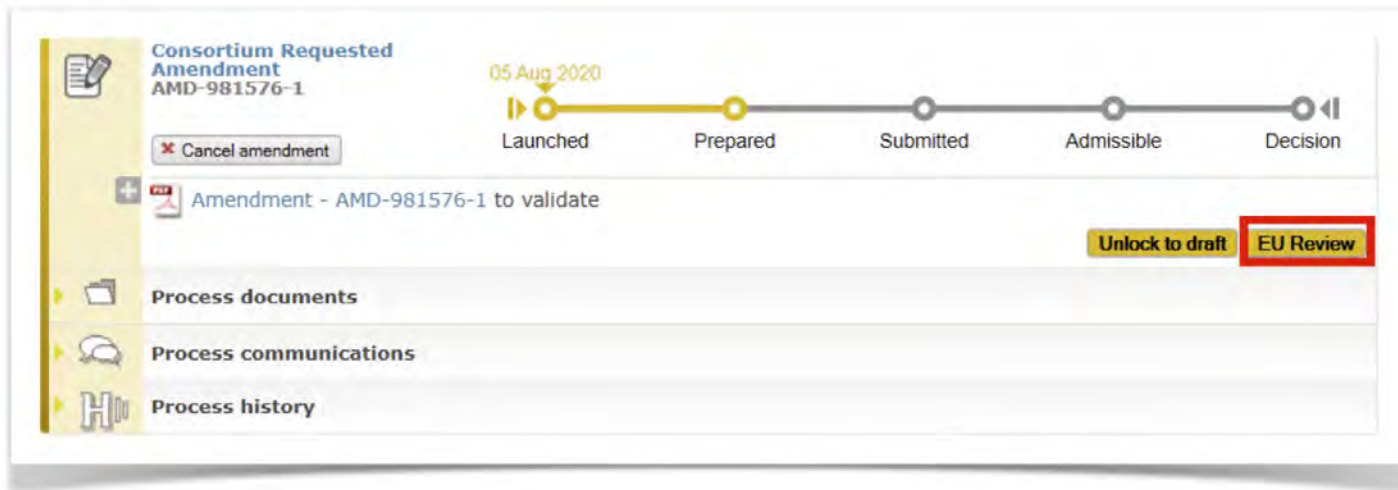 Consortium Requested
Amendment
AMD-981576-1
05 Aug 2020
Launched Prepared Submitted Admissible Decision
Cancel amendment
PDF
Amendment - AMD-981576-1 to validate
Unlock to draft EU Review
Process documents
Process communications
Process history